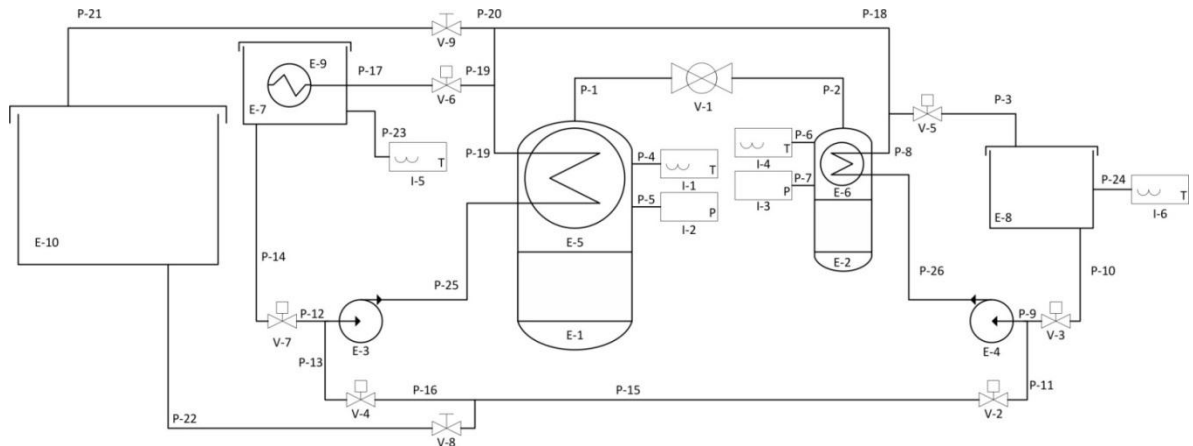 P-21
P-20
P-18
V-9
E-9
P-17
P-19
P-1
P-2
P-3
E-7
V-6
V-1
V-5
P-23
P-6
T
I-4
P-8
P-19
P-4
T
I-1
P-7
P
I-3
E-6
T
I-5
P-24
T
I-6
P-5
P
I-2
E-8
E-10
E-5
E-2
P-14
P-25
P-26
P-10
P-12
V-7
E-3
E-1
E-4
P-9
V-3
P-13
P-16
P-15
P-11
V-4
V-2
P-22
V-8